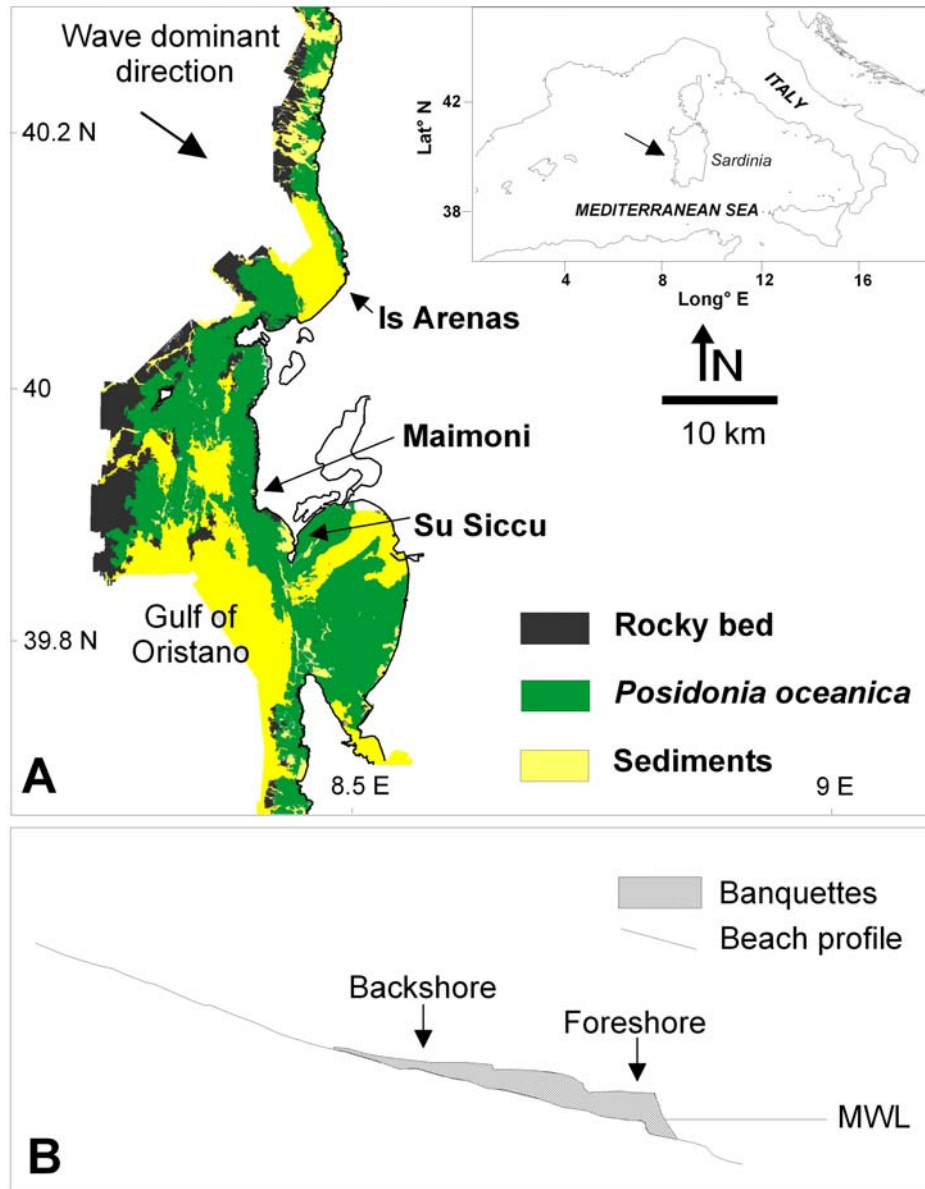 Wave dominant
direction
40.2 N
40
39.8 N
Is Arenas
Maimoni
Su Siccu
Gulf of
Oristano
8.5 E
9 E
A
Lat° N
42
38
ITALY
Sardinia
MEDITERRANEAN SEA
4
8
12
16
Long° E
N
10 km
Rocky bed
Posidonia oceanica
Sediments
Banquettes
Beach profile
Backshore
Foreshore
MWL
B